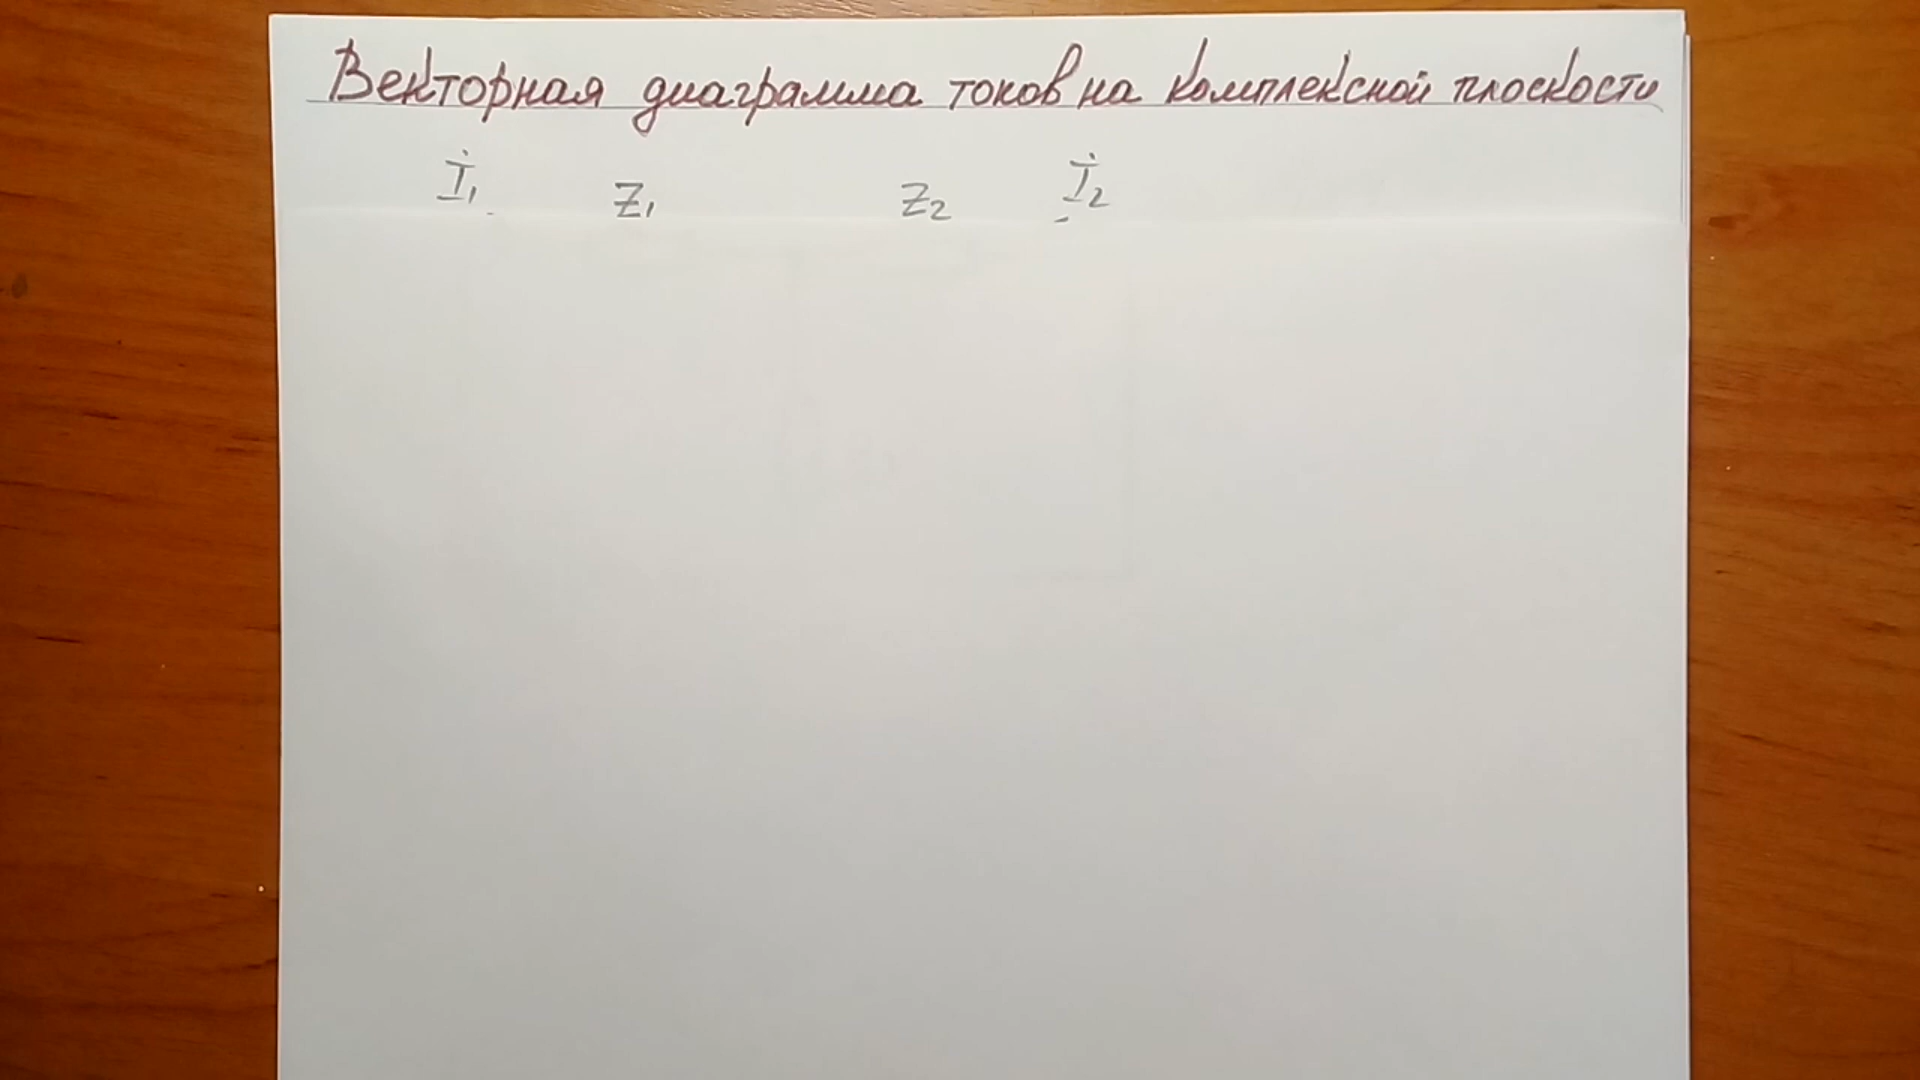 Векторная диаграмма токов на комплексной плоскости
İ₁ Z₁ Z₂ İ₂